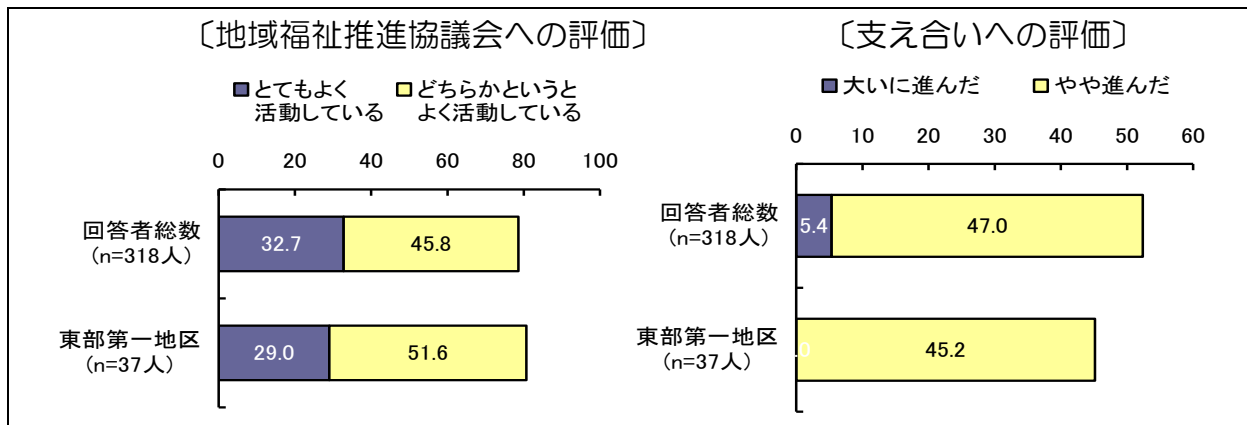 〔地域福祉推進協議会への評価〕
とてもよく
活動している
どちらかというと
よく活動している
0 20 40 60 80 100
回答者総数
（n=318人）
32.7 45.8
東部第一地区
（n=37人）
29.0 51.6
〔支え合いへの評価〕
大いに進んだ やや進んだ
0 10 20 30 40 50 60
回答者総数
（n=318人）
5.4 47.0
東部第一地区
（n=37人）
45.2